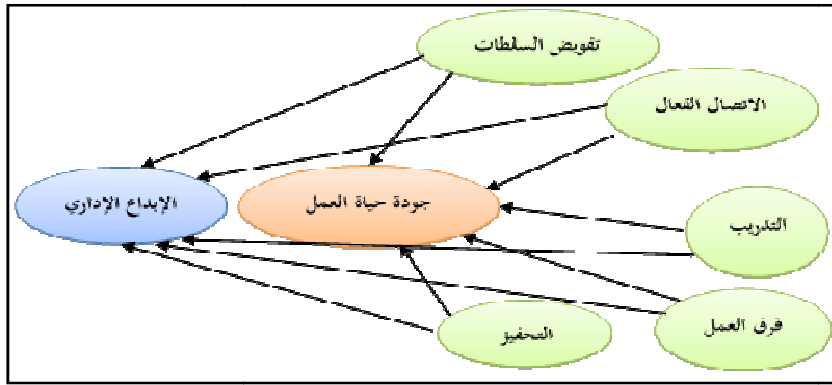 تفويض السلطات
الاتصال الفعال
الإبداع الإداري
جودة حياة العمل
التدريب
فرق العمل
التحفيز